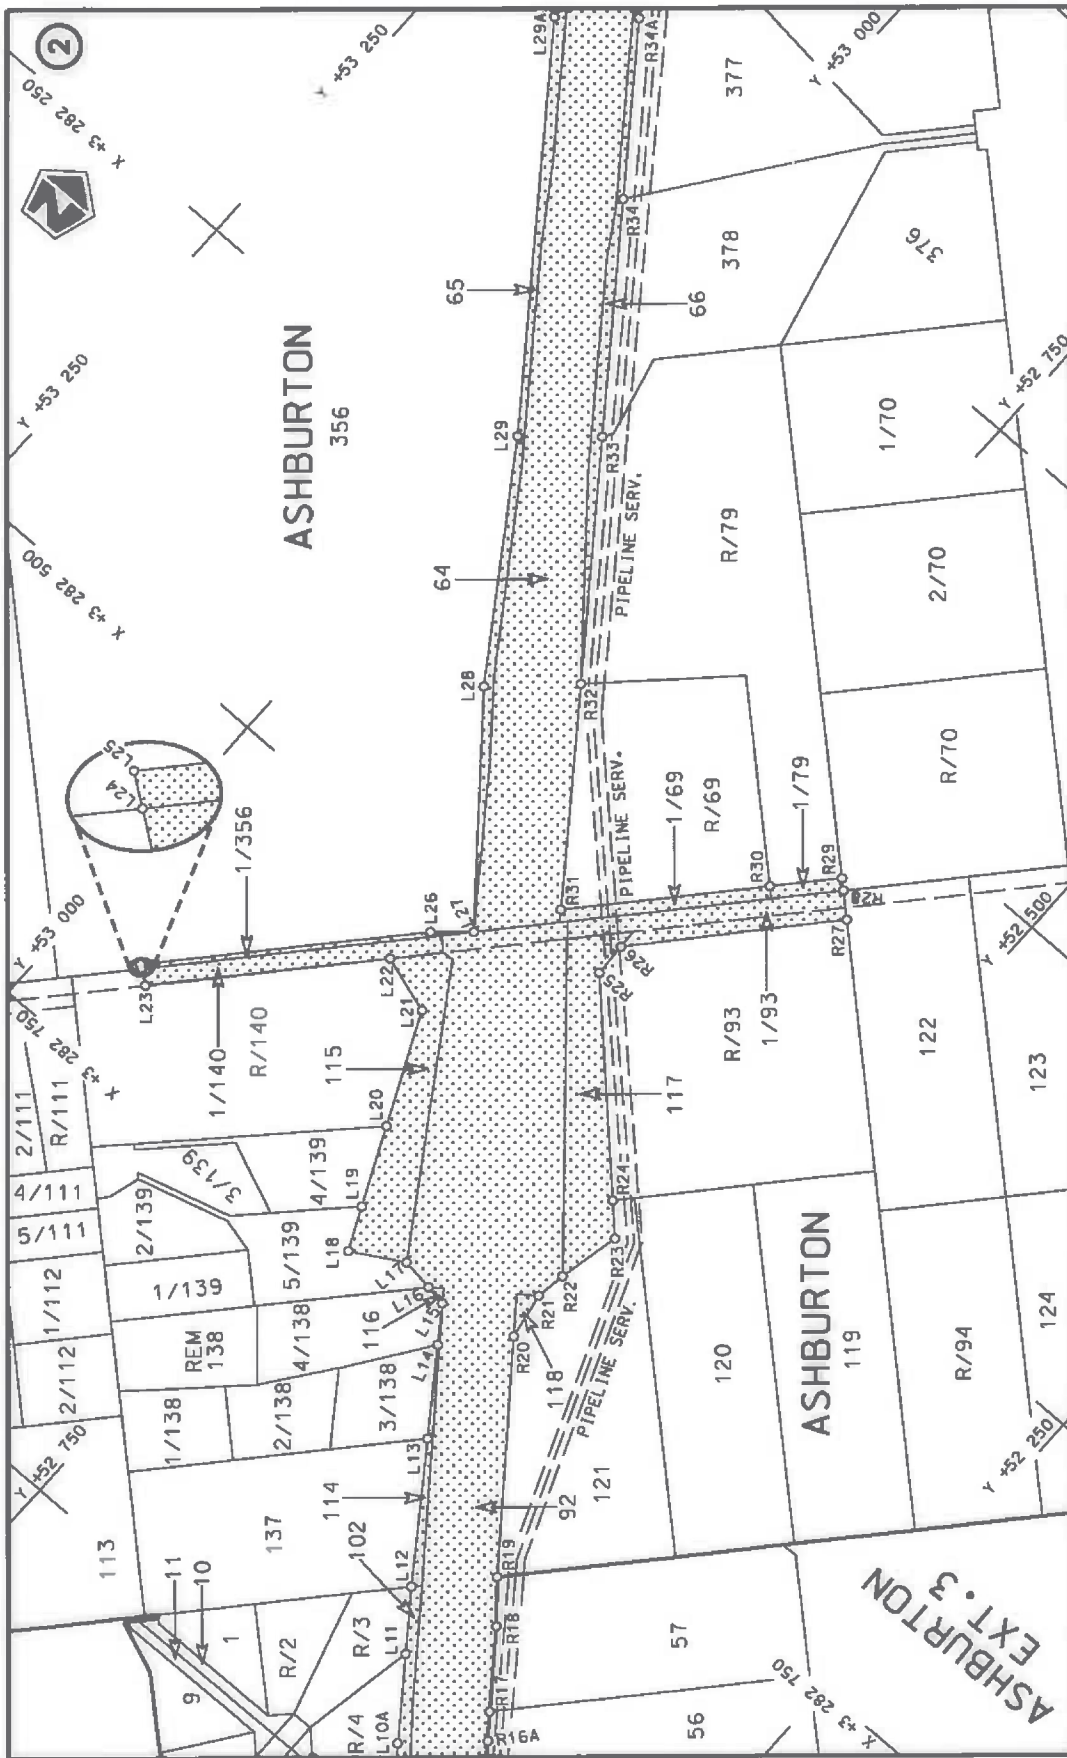 2
X +3 282 250
Y +53 250
L29A
R34A
Y +53 000
377
R34
378
376
65
66
Y +53 250
ASHBURTON
356
L29
R33
Y +52 750
1/70
X +3 282 500
64
PIPELINE SERV.
R/79
2/70
L28
R32
L25
L24
1/356
PIPELINE SERV.
1/69
R/69
1/79
R/70
Y +53 000
L26
27
R31
R30
R29
R28
L23
L22
R26
R27
Y +52 500
X +3 282 750
L21
R25
1/140
R/140
115
R/93
1/93
122
2/111
R/111
L20
117
123
4/111
3/139
4/139
L19
R24
5/111
2/139
L18
R23
1/139
5/139
L17
R22
ASHBURTON
119
1/112
L16
L15
116
R21
R20
2/112
REM
138
4/138
L14
118
PIPELINE SERV.
120
R/94
124
1/138
2/138
3/138
L13
Y +52 750
Y +52 250
113
137
114
92
121
11
10
102
L12
R19
9
1
R/2
R/3
L11
R18
57
ASHBURTON
EXT. 3
R/4
L10A
R17
R16A
56
X +3 282 750